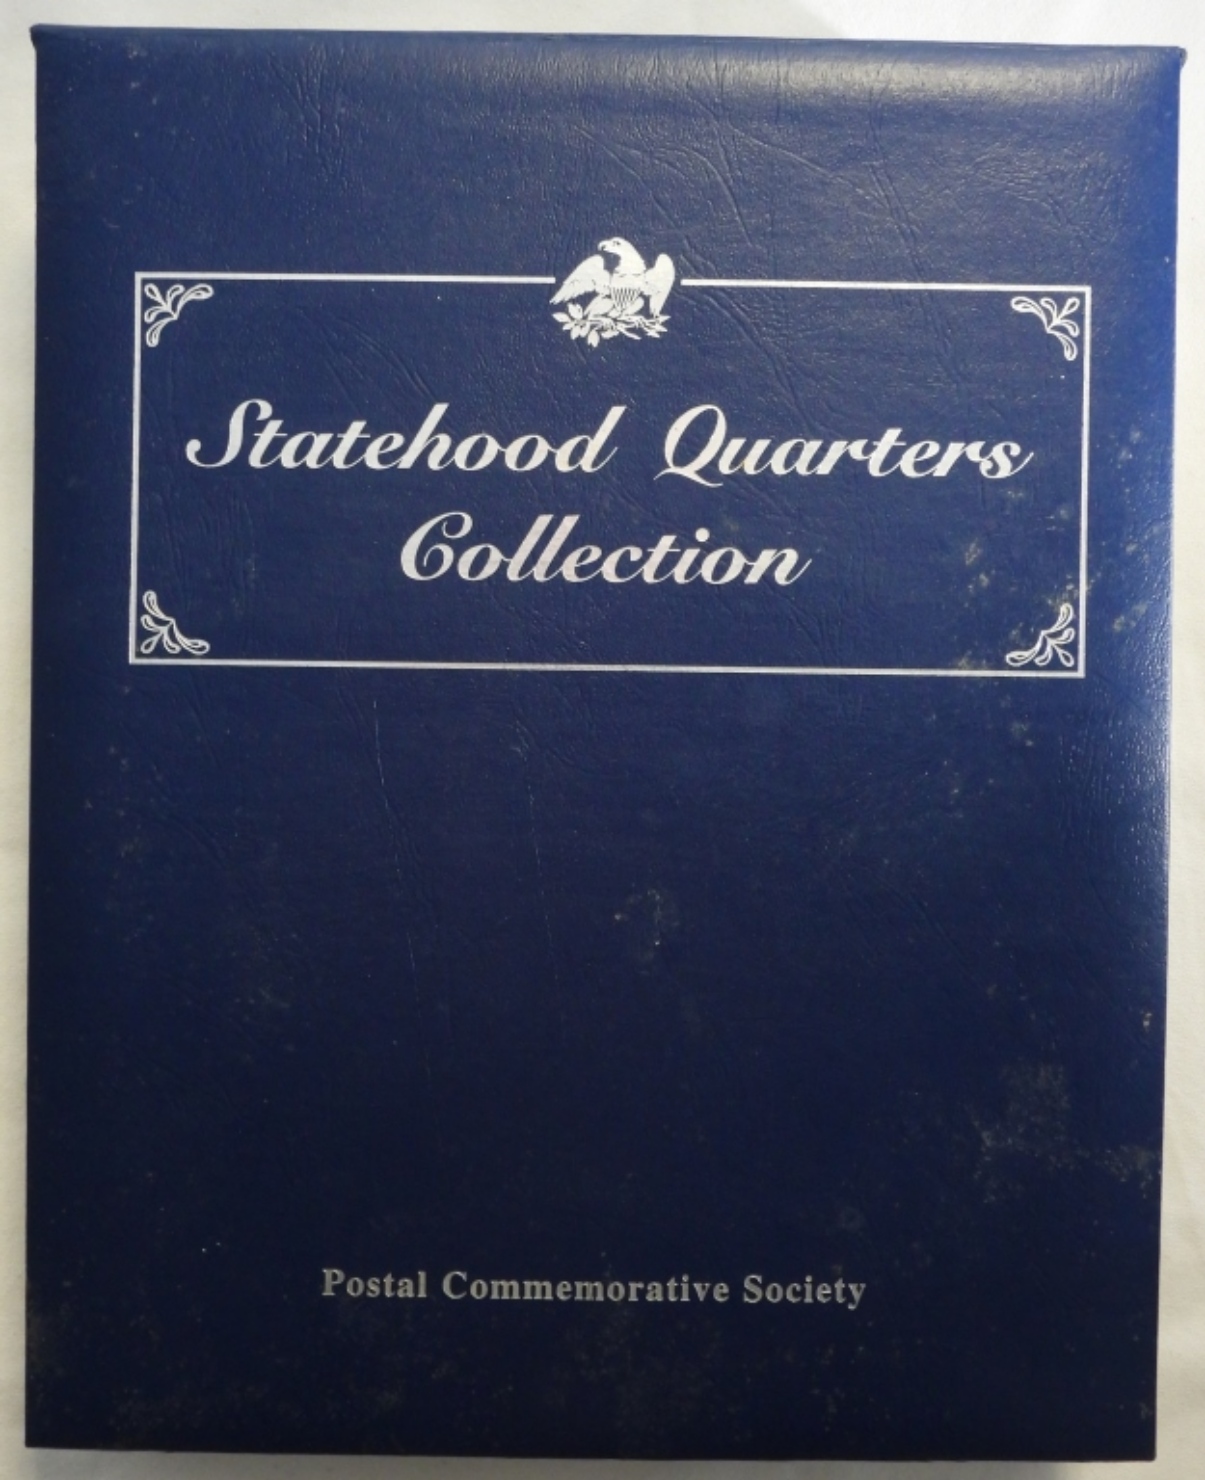 Statehood Quarters
Collection
Postal Commemorative Society